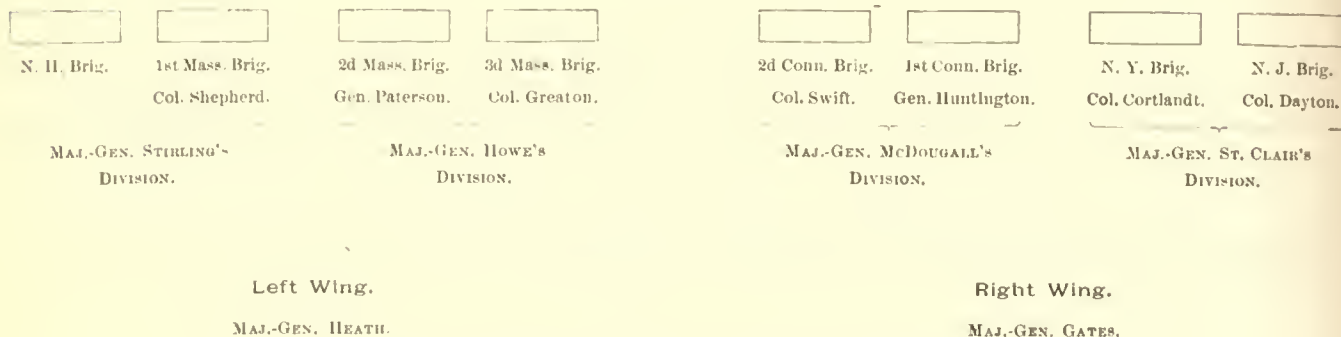 N. H. Brig. 1st Mass. Brig. 2d Mass. Brig. 3d Mass. Brig. 2d Conn. Brig. 1st Conn. Brig. N. Y. Brig. N. J. Brig.
Col. Shepherd. Gen. Paterson. Col. Greaton. Col. Swift. Gen. Huntington. Col. Cortlandt. Col. Dayton.
MAJ.-GEN. STIRLING'S MAJ.-GEN. HOWE'S MAJ.-GEN. MCDOUGALL'S MAJ.-GEN. ST. CLAIR'S
DIVISION. DIVISION. DIVISION. DIVISION.
Left Wing. Right Wing.
MAJ.-GEN. HEATH. MAJ.-GEN. GATES.